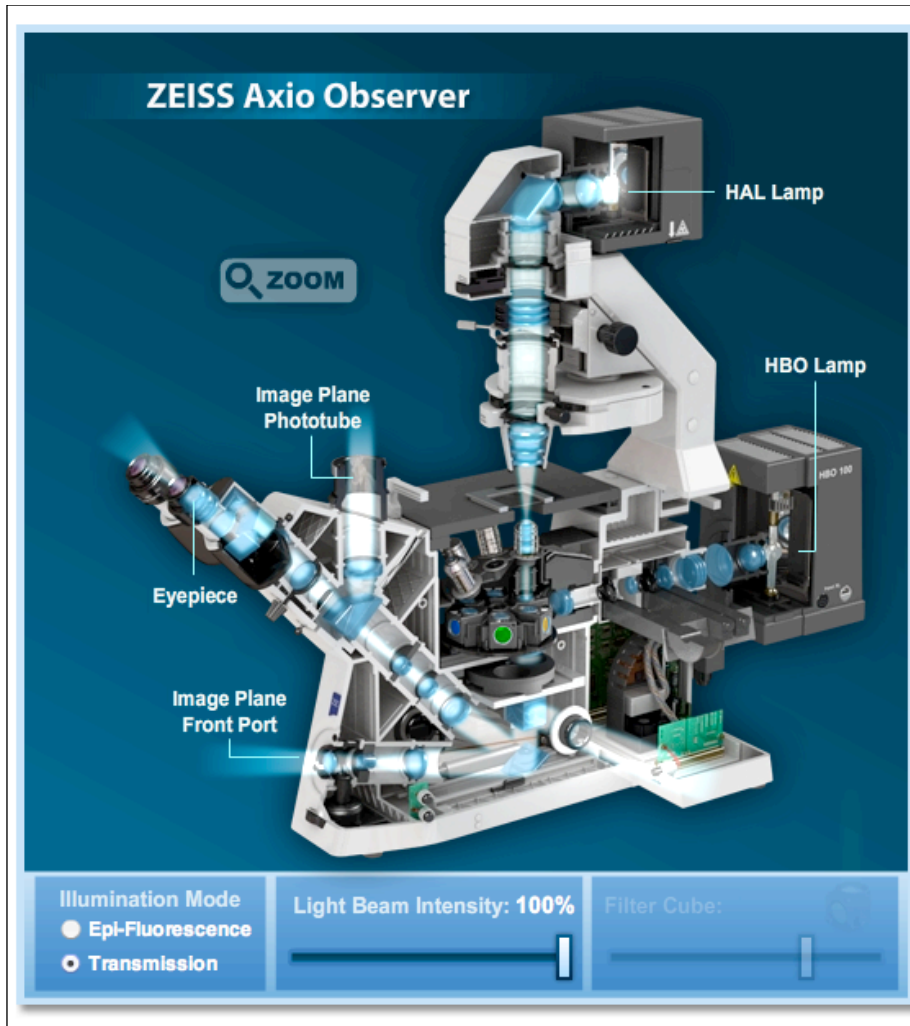 ZEISS Axio Observer
HAL Lamp
ZOOM
HBO Lamp
Image Plane
Phototube
HBO 100
Eyepiece
Image Plane
Front Port
Illumination Mode
Epi-Fluorescence
Transmission
Light Beam Intensity: 100%
Filter Cube: